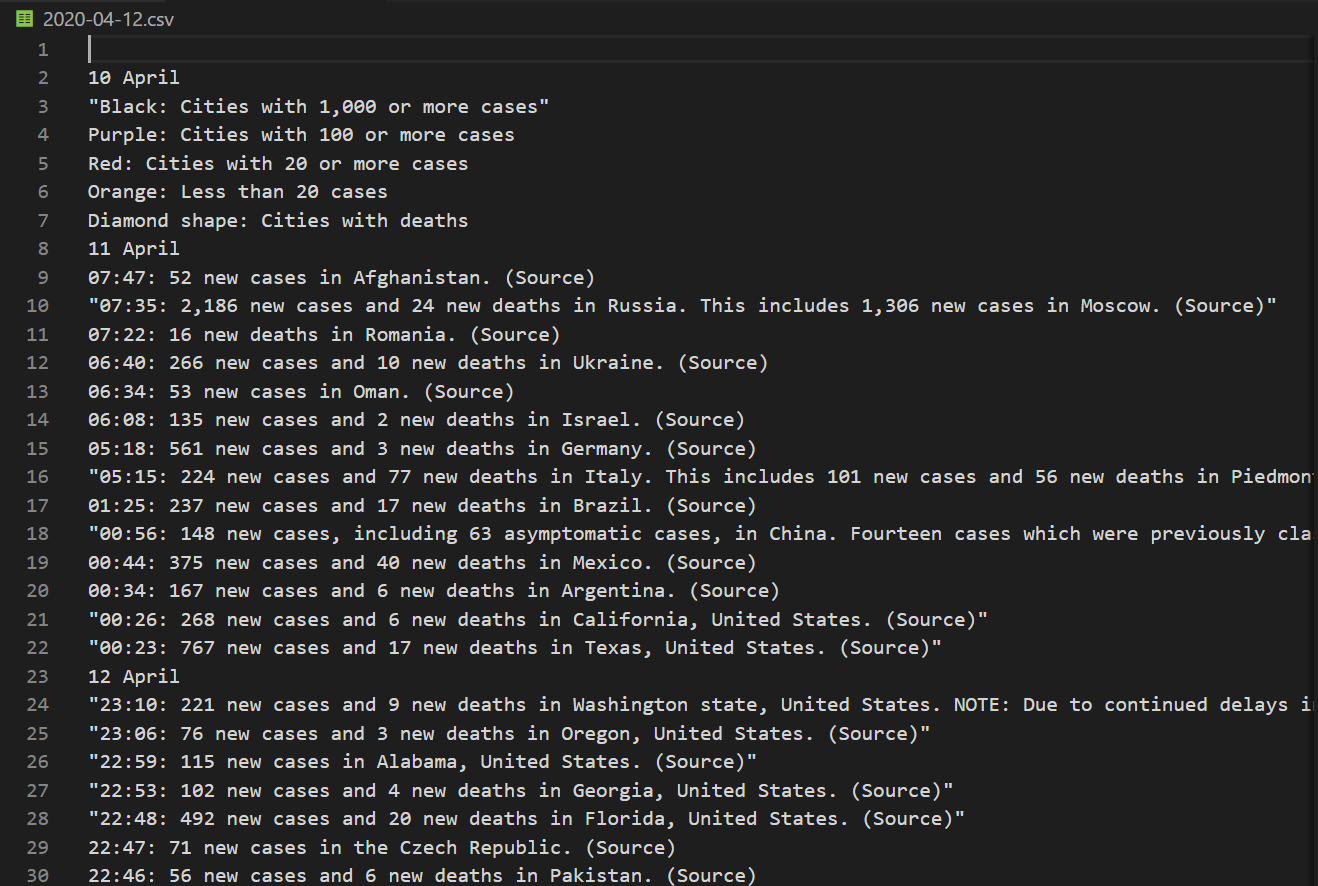 2020-04-12.csv
1
2 10 April
3 "Black: Cities with 1,000 or more cases"
4 Purple: Cities with 100 or more cases
5 Red: Cities with 20 or more cases
6 Orange: Less than 20 cases
7 Diamond shape: Cities with deaths
8 11 April
9 07:47: 52 new cases in Afghanistan. (Source)
10 "07:35: 2,186 new cases and 24 new deaths in Russia. This includes 1,306 new cases in Moscow. (Source)"
11 07:22: 16 new deaths in Romania. (Source)
12 06:40: 266 new cases and 10 new deaths in Ukraine. (Source)
13 06:34: 53 new cases in Oman. (Source)
14 06:08: 135 new cases and 2 new deaths in Israel. (Source)
15 05:18: 561 new cases and 3 new deaths in Germany. (Source)
16 "05:15: 224 new cases and 77 new deaths in Italy. This includes 101 new cases and 56 new deaths in Piedmon
17 01:25: 237 new cases and 17 new deaths in Brazil. (Source)
18 "00:56: 148 new cases, including 63 asymptomatic cases, in China. Fourteen cases which were previously cla
19 00:44: 375 new cases and 40 new deaths in Mexico. (Source)
20 00:34: 167 new cases and 6 new deaths in Argentina. (Source)
21 "00:26: 268 new cases and 6 new deaths in California, United States. (Source)"
22 "00:23: 767 new cases and 17 new deaths in Texas, United States. (Source)"
23 12 April
24 "23:10: 221 new cases and 9 new deaths in Washington state, United States. NOTE: Due to continued delays i
25 "23:06: 76 new cases and 3 new deaths in Oregon, United States. (Source)"
26 "22:59: 115 new cases in Alabama, United States. (Source)"
27 "22:53: 102 new cases and 4 new deaths in Georgia, United States. (Source)"
28 "22:48: 492 new cases and 20 new deaths in Florida, United States. (Source)"
29 22:47: 71 new cases in the Czech Republic. (Source)
30 22:46: 56 new cases and 6 new deaths in Pakistan. (Source)